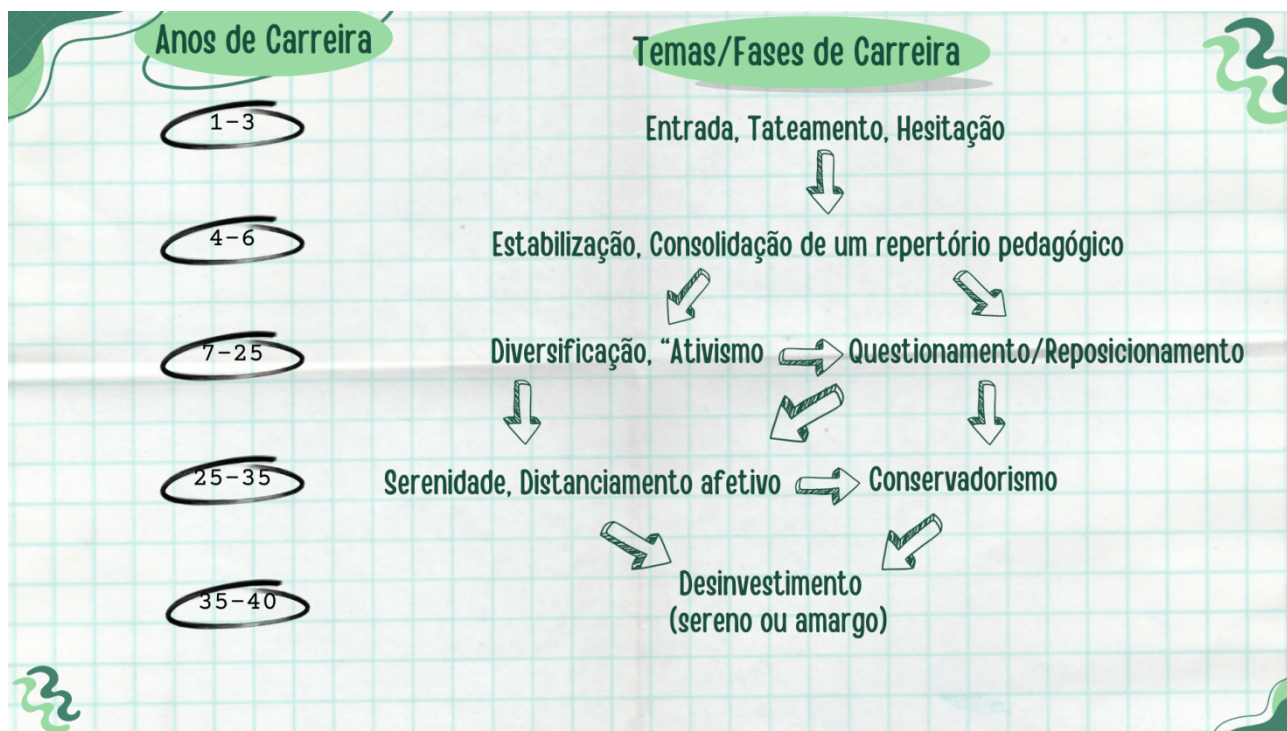 Anos de Carreira
Temas/Fases de Carreira
1-3
Entrada, Tateamento, Hesitação
4-6
Estabilização, Consolidação de um repertório pedagógico
7-25
Diversificação, “Ativismo
Questionamento/Reposicionamento
25-35
Serenidade, Distanciamento afetivo
Conservadorismo
35-40
Desinvestimento
(sereno ou amargo)